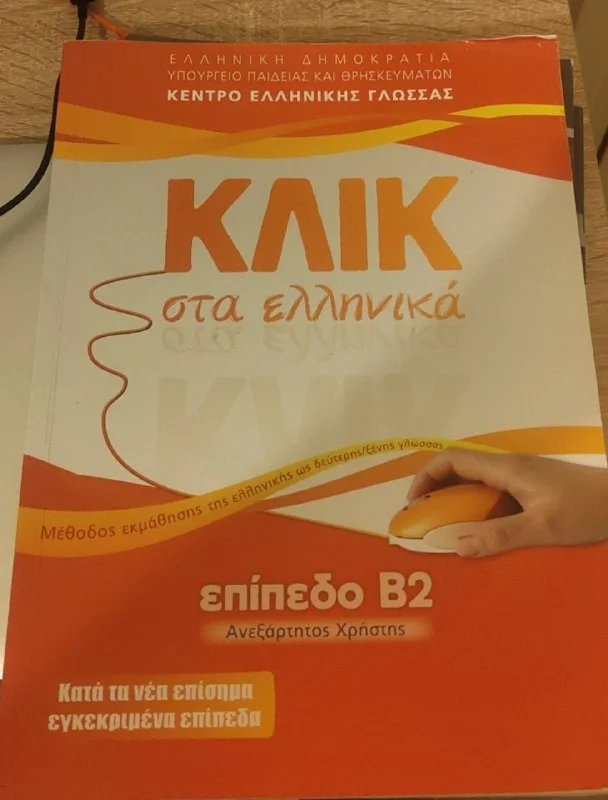 ΕΛΛΗΝΙΚΗ ΔΗΜΟΚΡΑΤΙΑ
ΥΠΟΥΡΓΕΙΟ ΠΑΙΔΕΙΑΣ ΚΑΙ ΘΡΗΣΚΕΥΜΑΤΩΝ
ΚΕΝΤΡΟ ΕΛΛΗΝΙΚΗΣ ΓΛΩΣΣΑΣ
ΚΛΙΚ
στα ελληνικά
Μέθοδος εκμάθησης της ελληνικής ως δεύτερης/ξένης γλώσσας
επίπεδο Β2
Ανεξάρτητος Χρήστης
Κατά τα νέα επίσημα
εγκεκριμένα επίπεδα